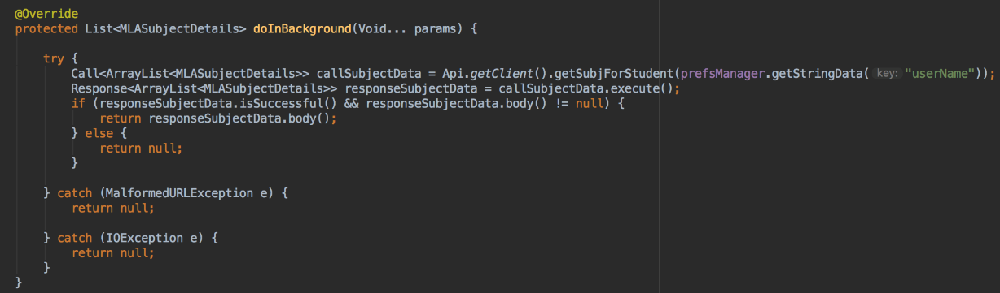 @Override
protected List<MLASubjectDetails> doInBackground(Void... params) {
try {
Call<ArrayList<MLASubjectDetails>> callSubjectData = Api.getClient().getSubjForStudent(prefsManager.getStringData( key: "userName"));
Response<ArrayList<MLASubjectDetails>> responseSubjectData = callSubjectData.execute();
if (responseSubjectData.isSuccessful() && responseSubjectData.body() != null) {
return responseSubjectData.body();
} else {
return null;
}
} catch (MalformedURLException e) {
return null;
} catch (IOException e) {
return null;
}
}